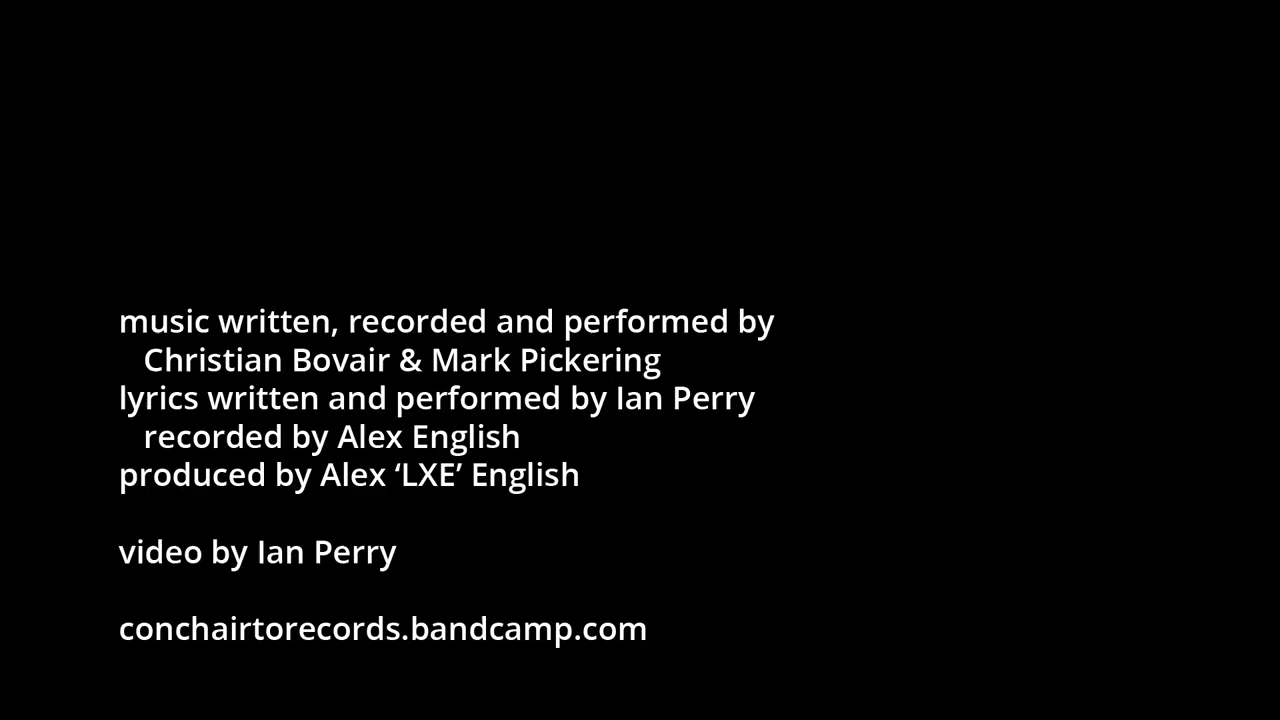 music written, recorded and performed by
Christian Bovair & Mark Pickering
lyrics written and performed by Ian Perry
recorded by Alex English
produced by Alex ‘LXE’ English
video by Ian Perry
conchairtorecords.bandcamp.com